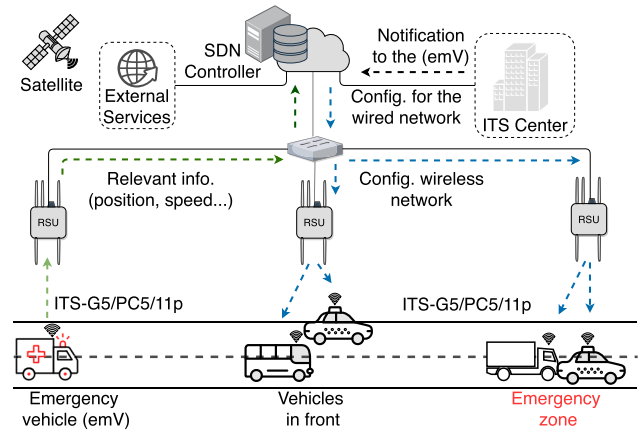 Satellite
External
Services
SDN
Controller
Notification
to the (emV)
Config. for the
wired network
ITS Center
Relevant info.
(position, speed...)
Config. wireless
network
RSU
RSU
RSU
ITS-G5/PC5/11p
ITS-G5/PC5/11p
Emergency
vehicle (emV)
Vehicles
in front
Emergency
zone